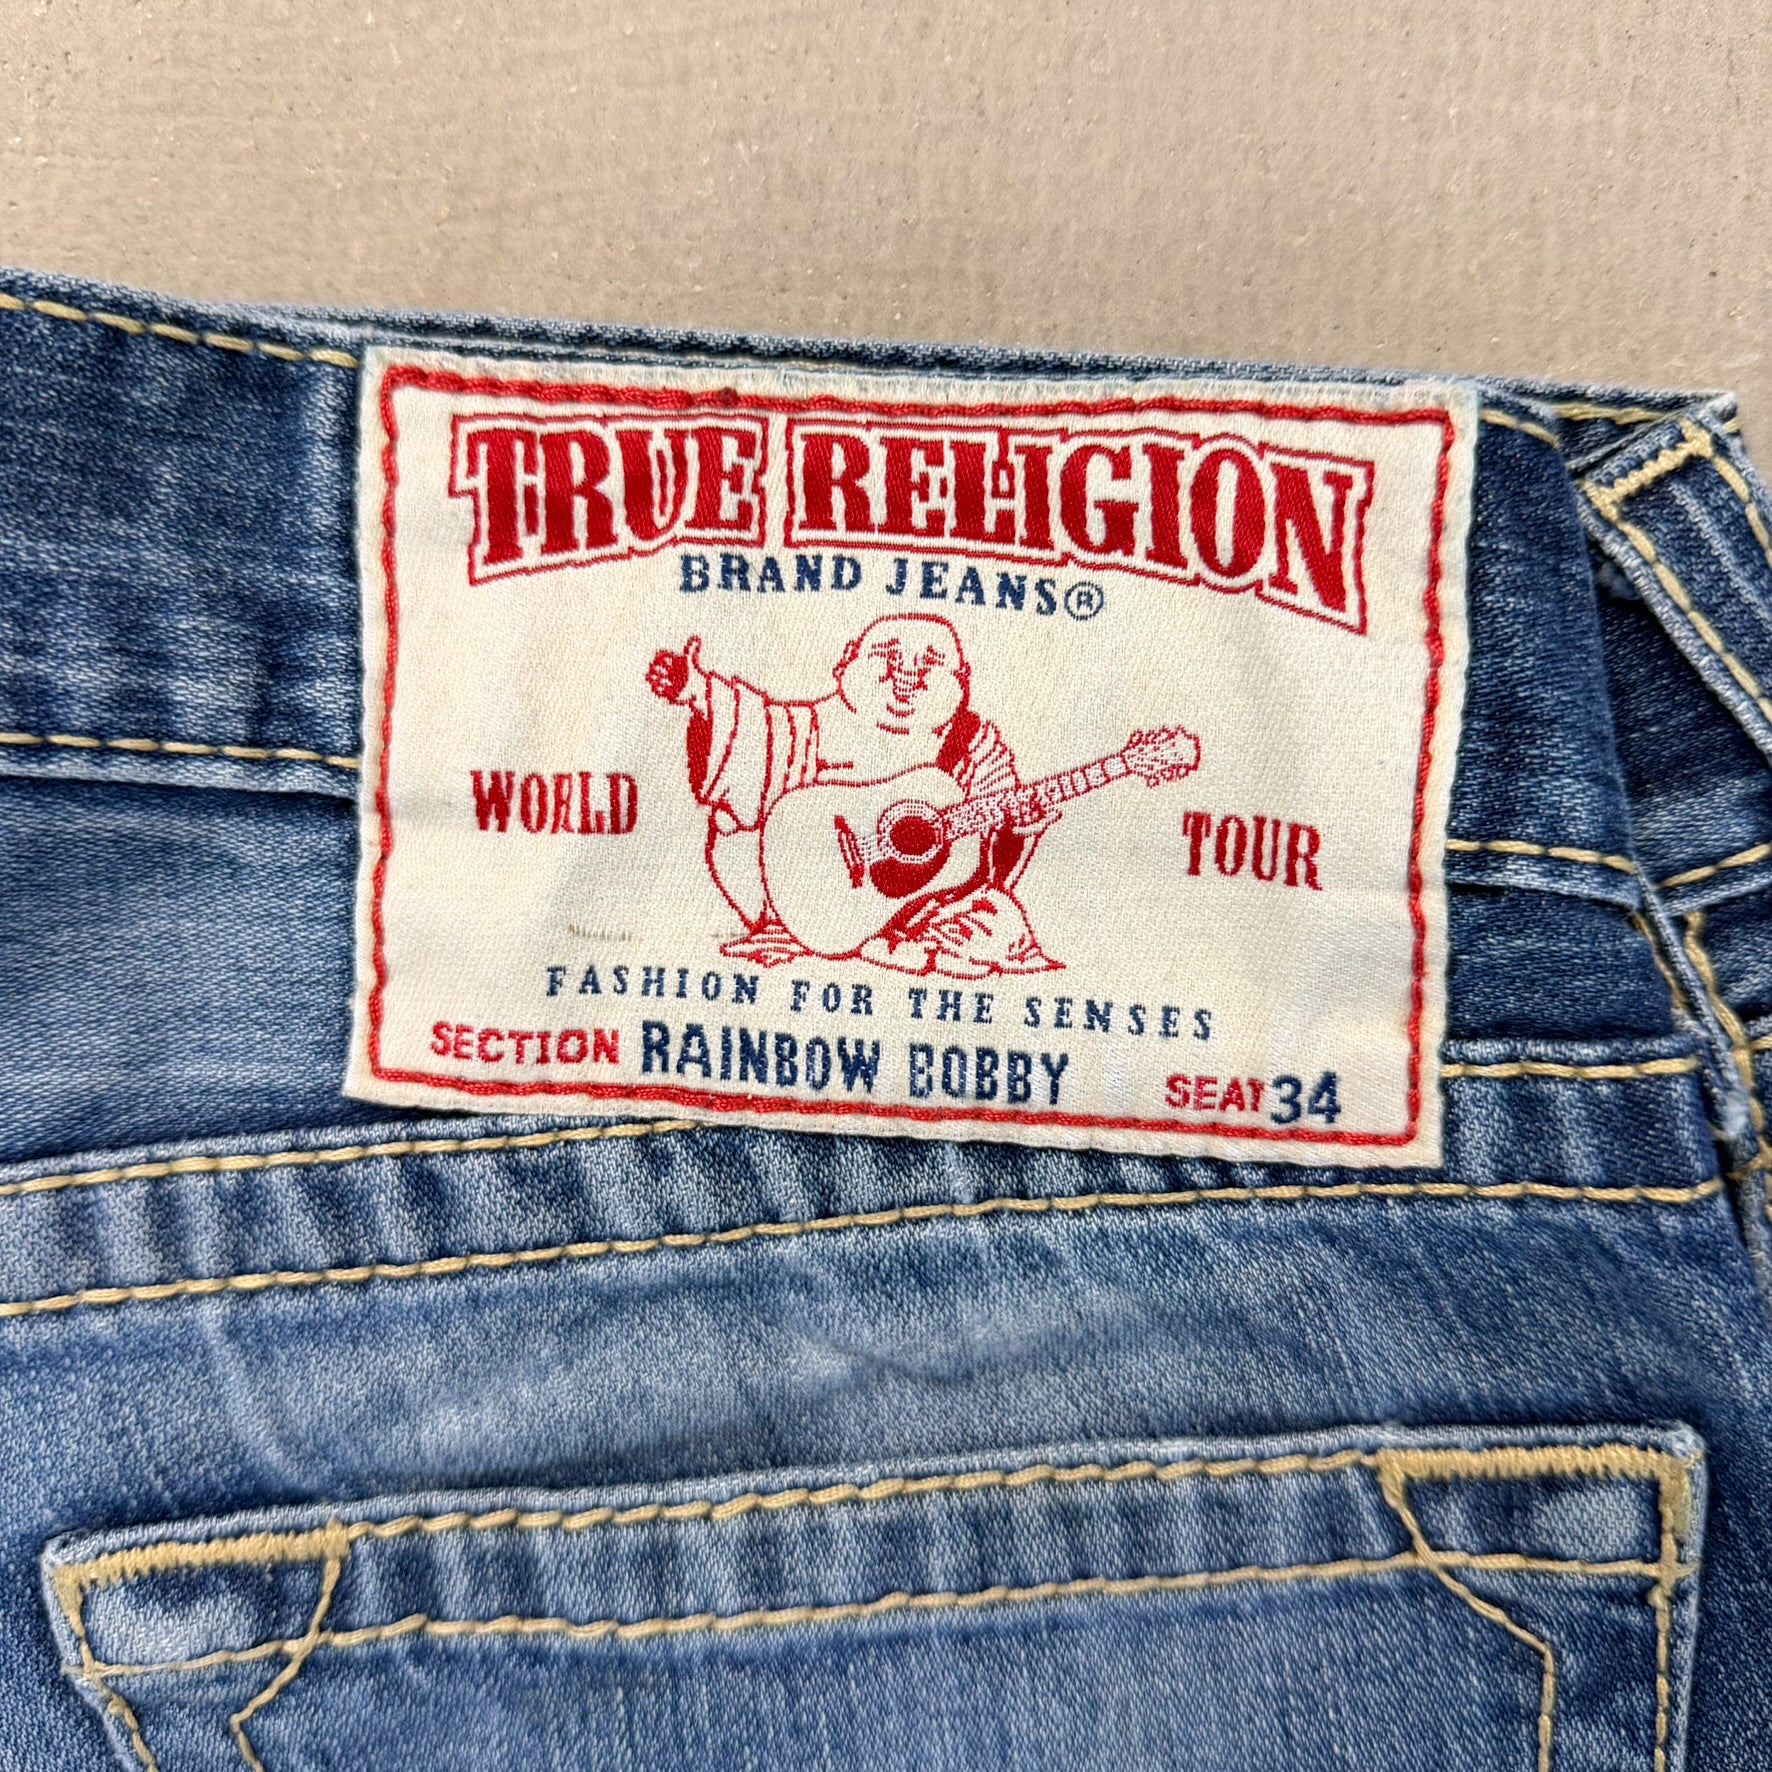 TRUE RELIGION
BRAND JEANS®
WORLD TOUR
FASHION FOR THE SENSES
SECTION RAINBOW BOBBY SEAT 34